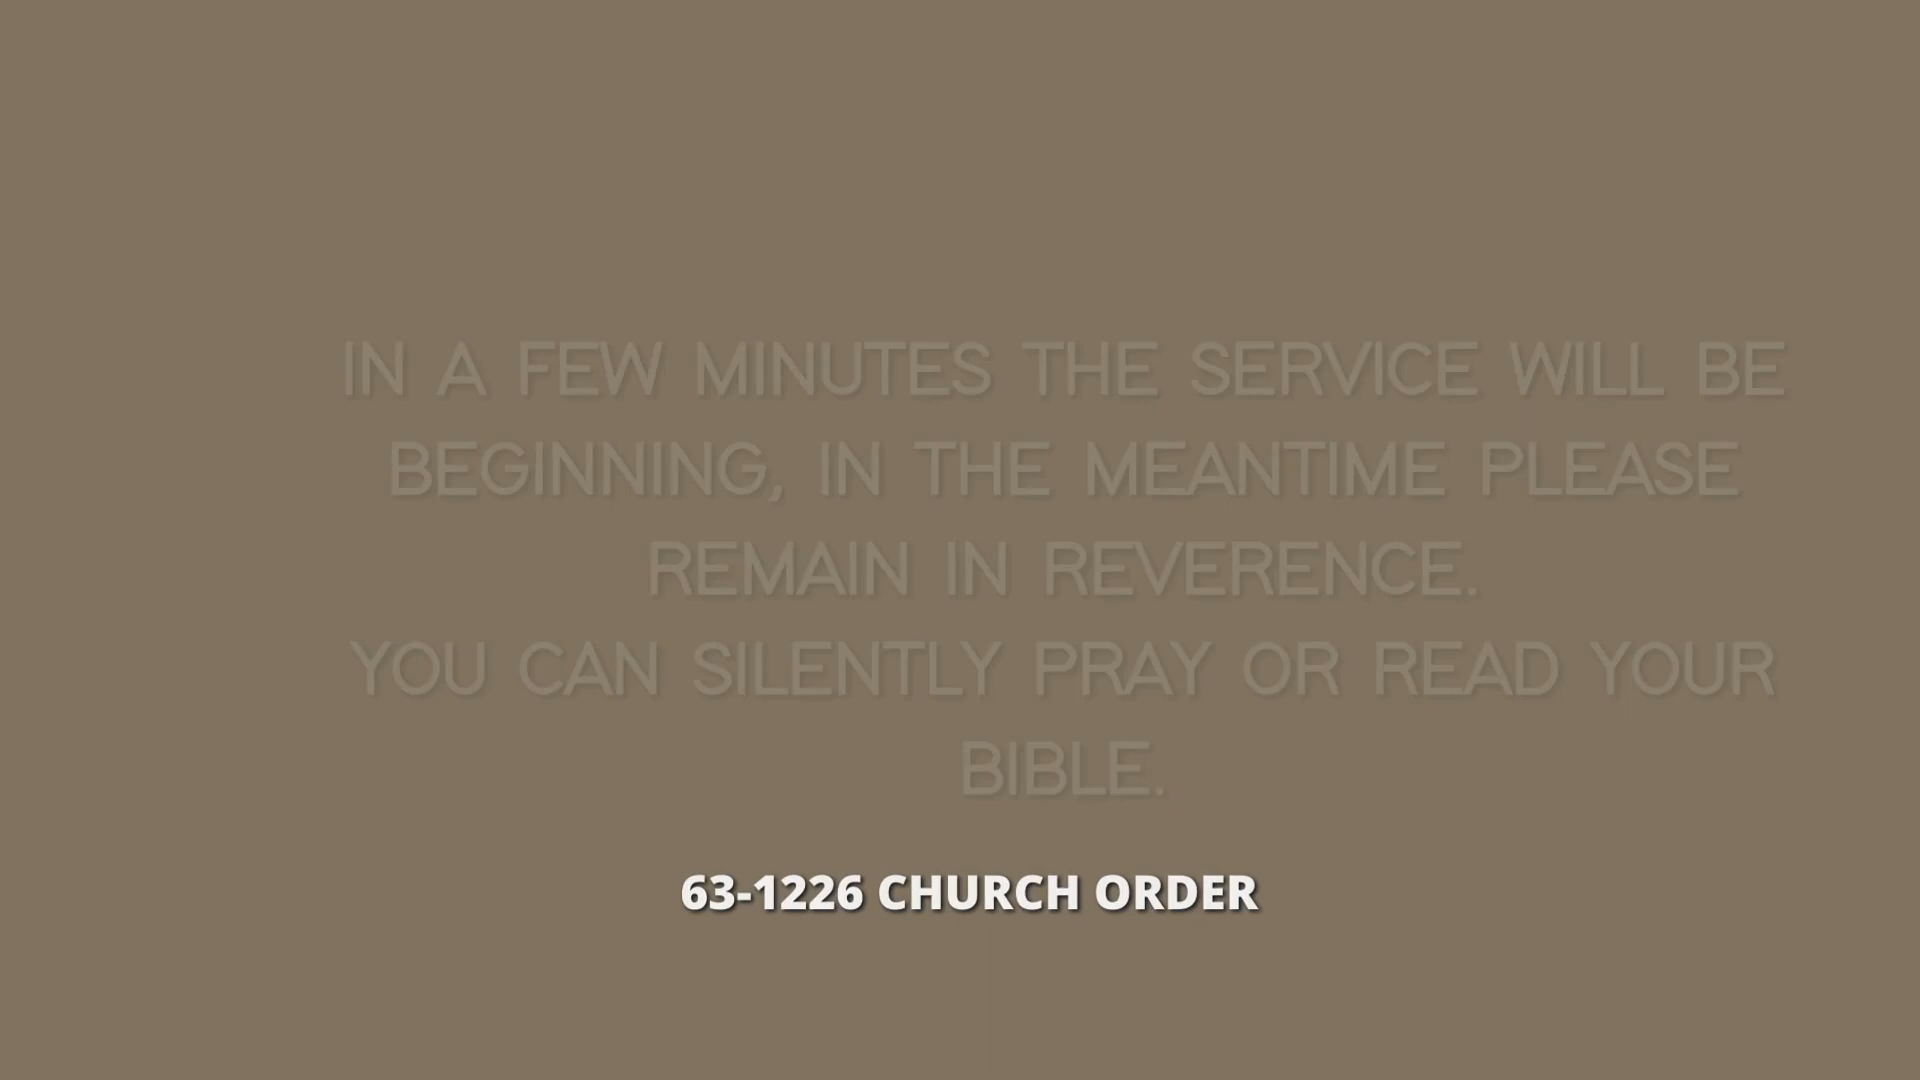 IN A FEW MINUTES THE SERVICE WILL BE
BEGINNING, IN THE MEANTIME PLEASE
REMAIN IN REVERENCE.
YOU CAN SILENTLY PRAY OR READ YOUR
BIBLE.
63-1226 CHURCH ORDER